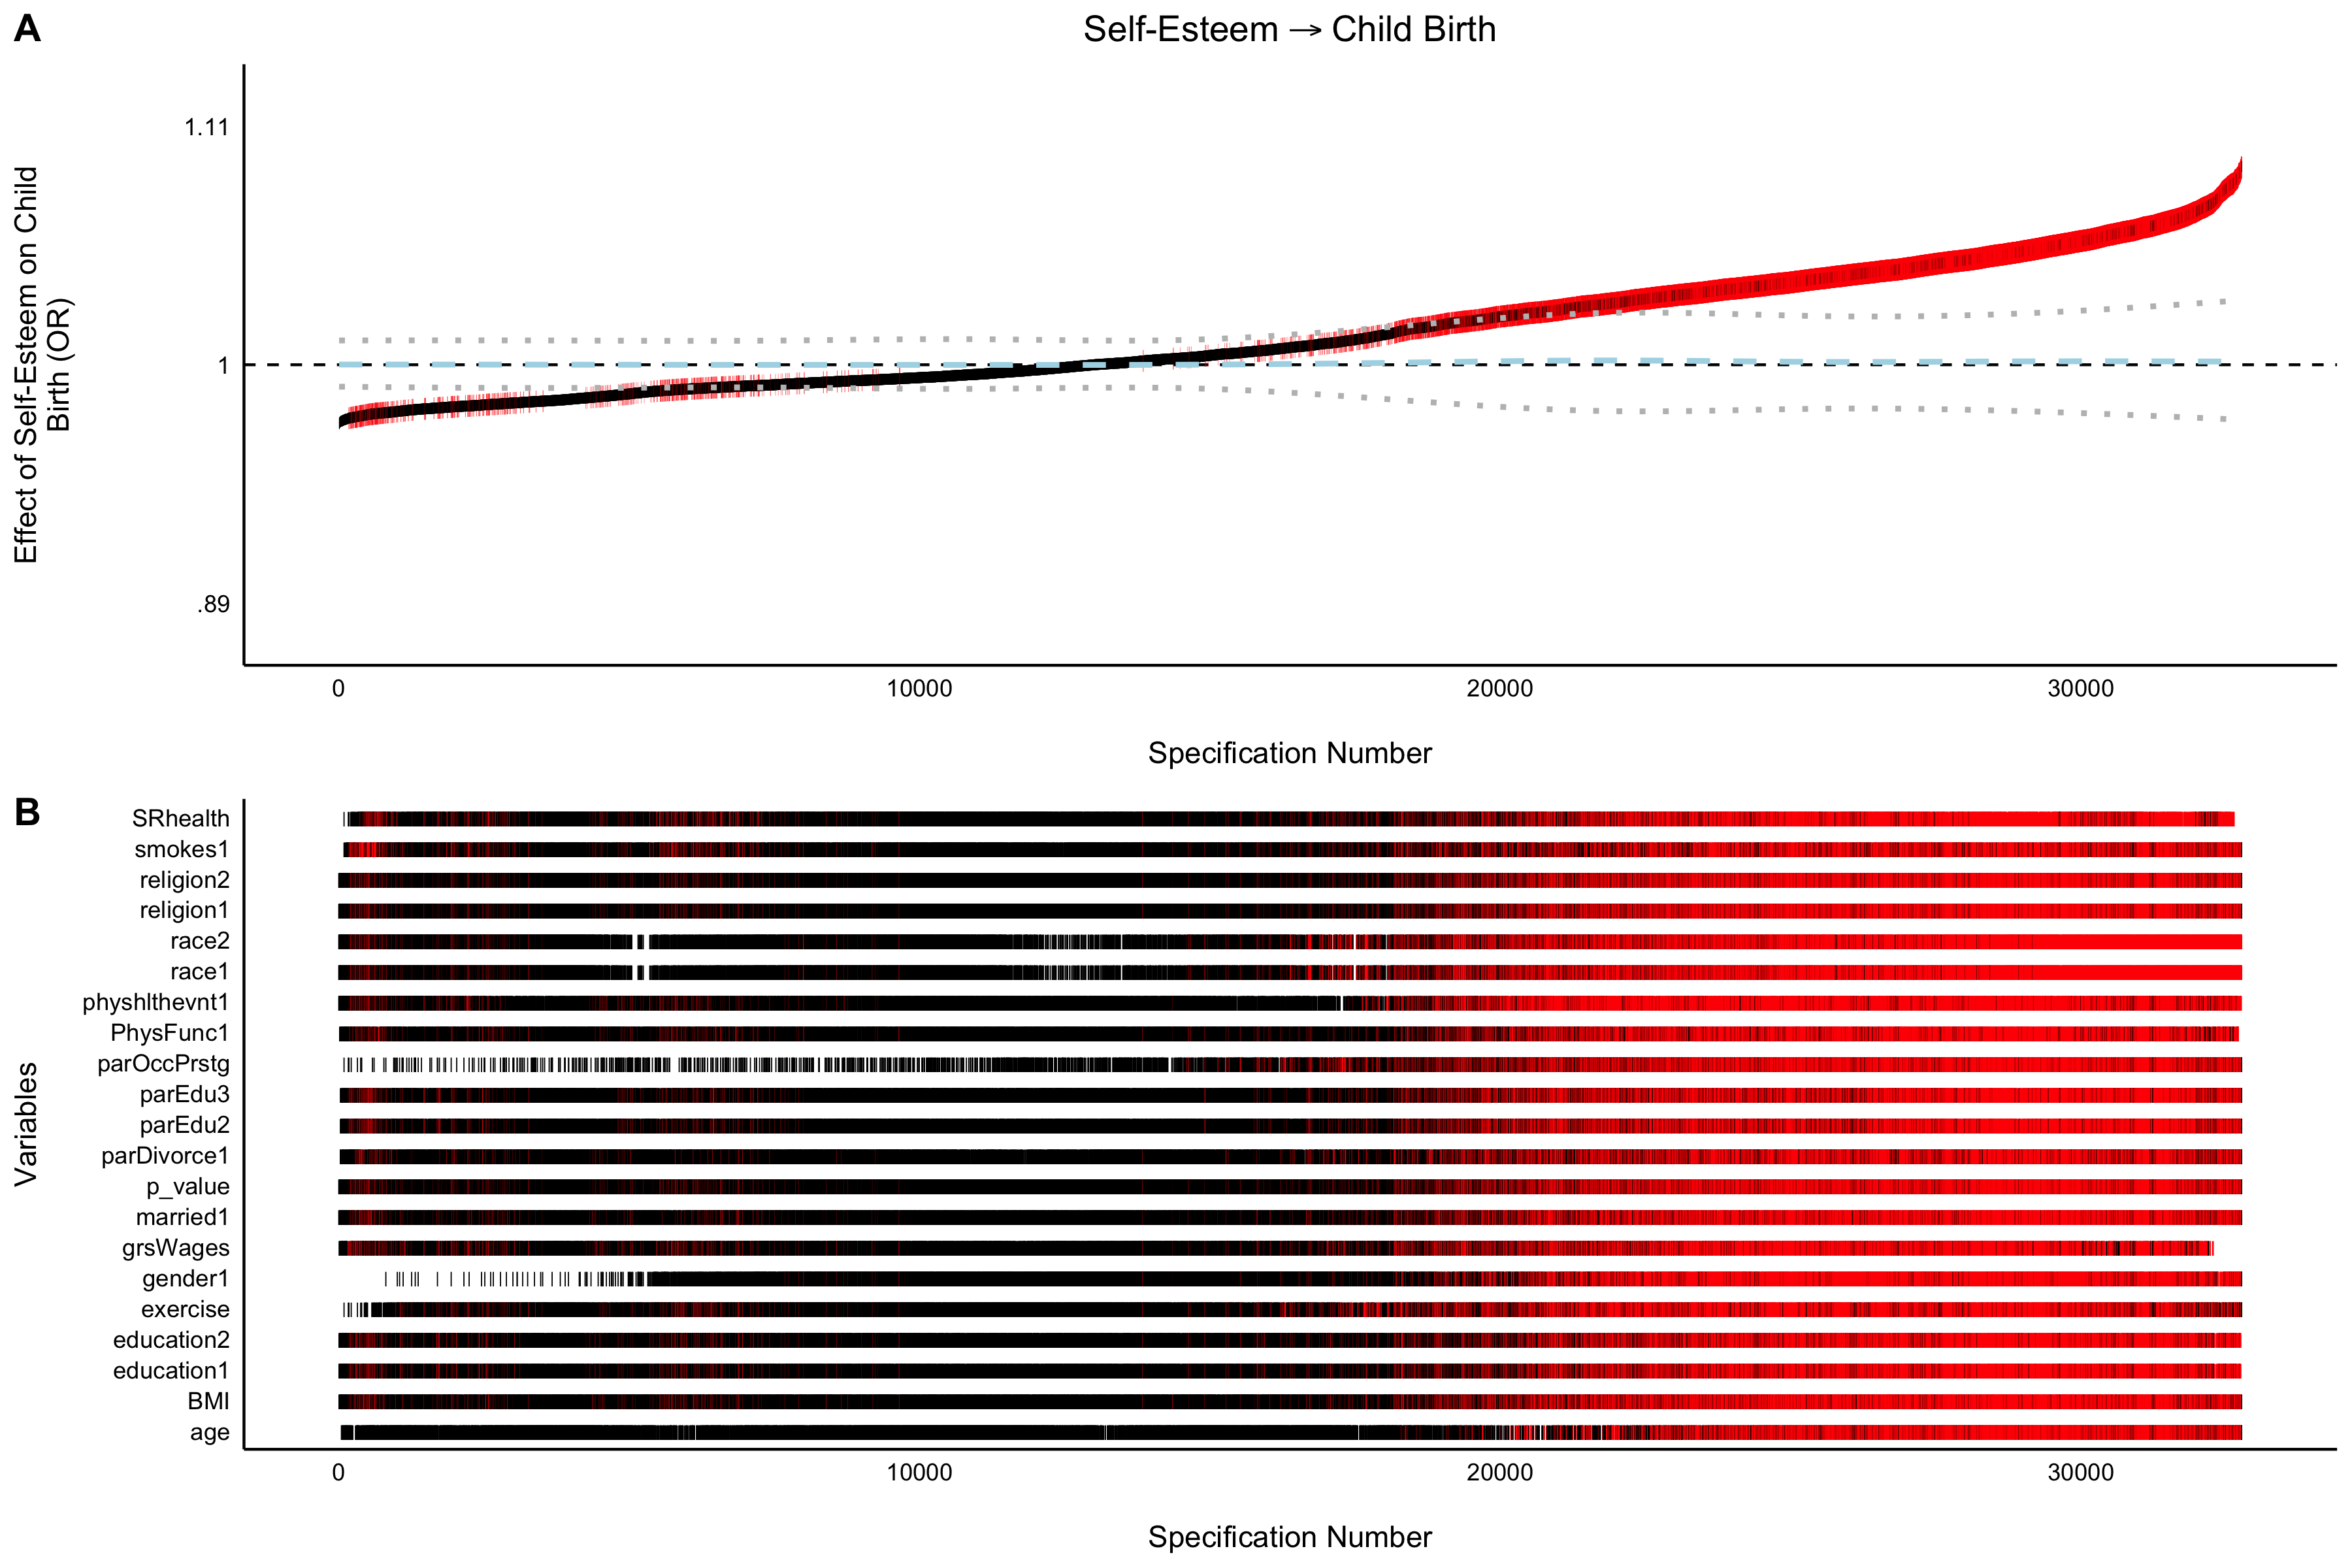 A
Self-Esteem → Child Birth
Effect of Self-Esteem on Child
Birth (OR)
1.11
1
.89
0 10000 20000 30000
Specification Number
B
Variables
SRhealth
smokes1
religion2
religion1
race2
race1
physhlthevnt1
PhysFunc1
parOccPrstg
parEdu3
parEdu2
parDivorce1
p_value
married1
grsWages
gender1
exercise
education2
education1
BMI
age
0 10000 20000 30000
Specification Number